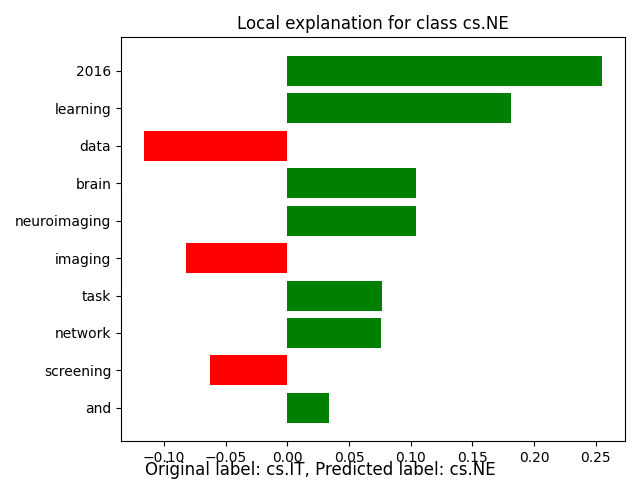 Local explanation for class cs.NE
2016
learning
data
brain
neuroimaging
imaging
task
network
screening
and
−0.10 −0.05 0.00 0.05 0.10 0.15 0.20 0.25
Original label: cs.IT, Predicted label: cs.NE